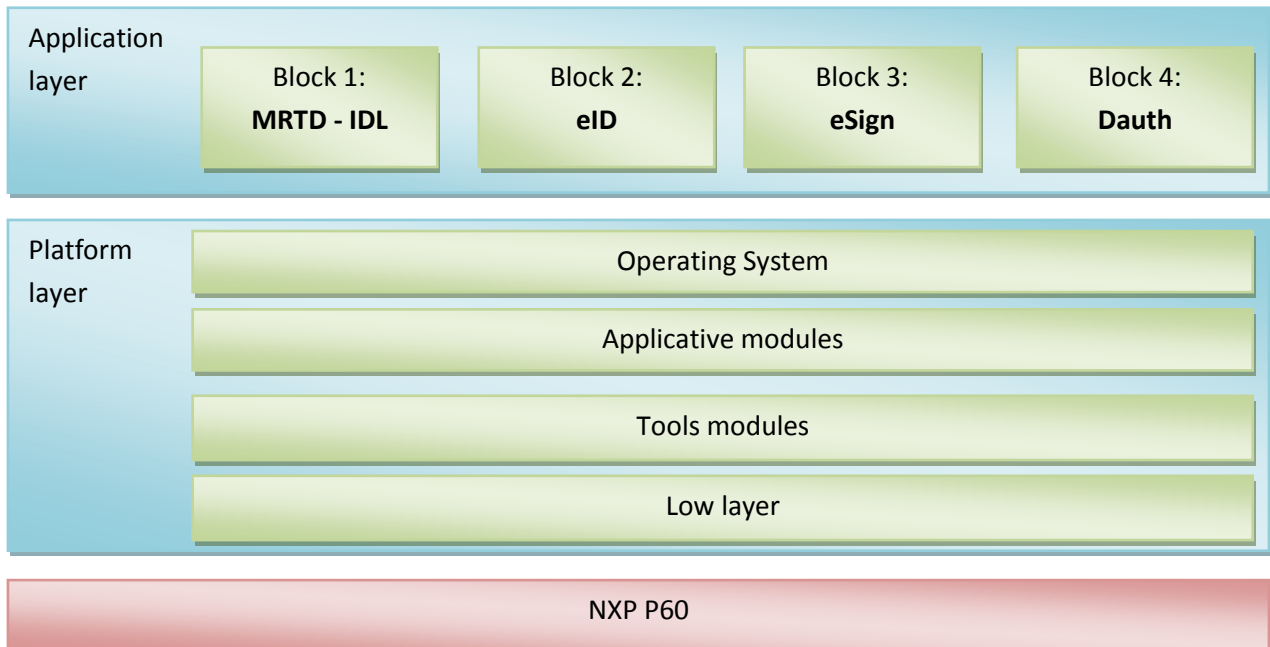 Application
layer
Block 1:
MRTD - IDL
Block 2:
eID
Block 3:
eSign
Block 4:
Dauth
Platform
layer
Operating System
Applicative modules
Tools modules
Low layer
NXP P60